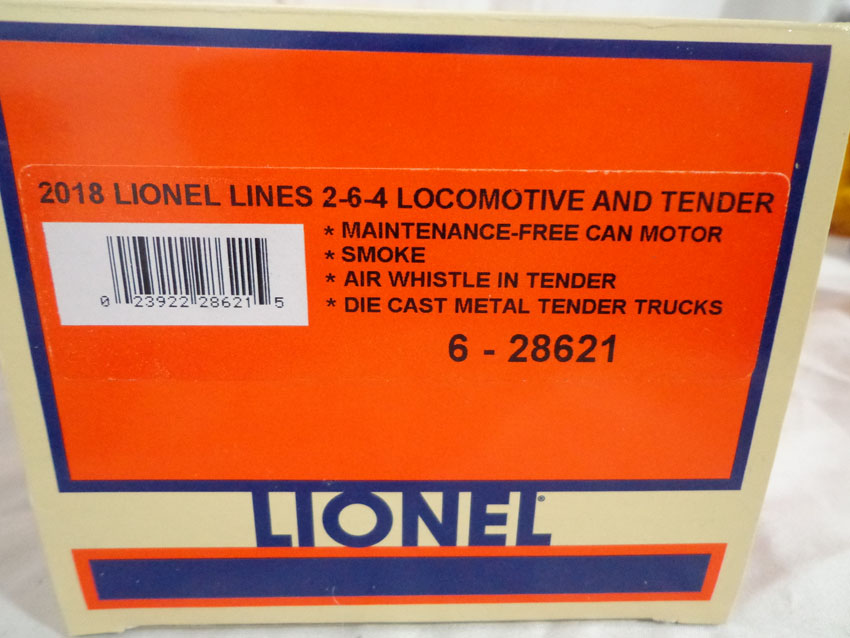 2018 LIONEL LINES 2-6-4 LOCOMOTIVE AND TENDER
* MAINTENANCE-FREE CAN MOTOR
* SMOKE
* AIR WHISTLE IN TENDER
* DIE CAST METAL TENDER TRUCKS
0 23922 28621 5
6 - 28621
LIONEL®